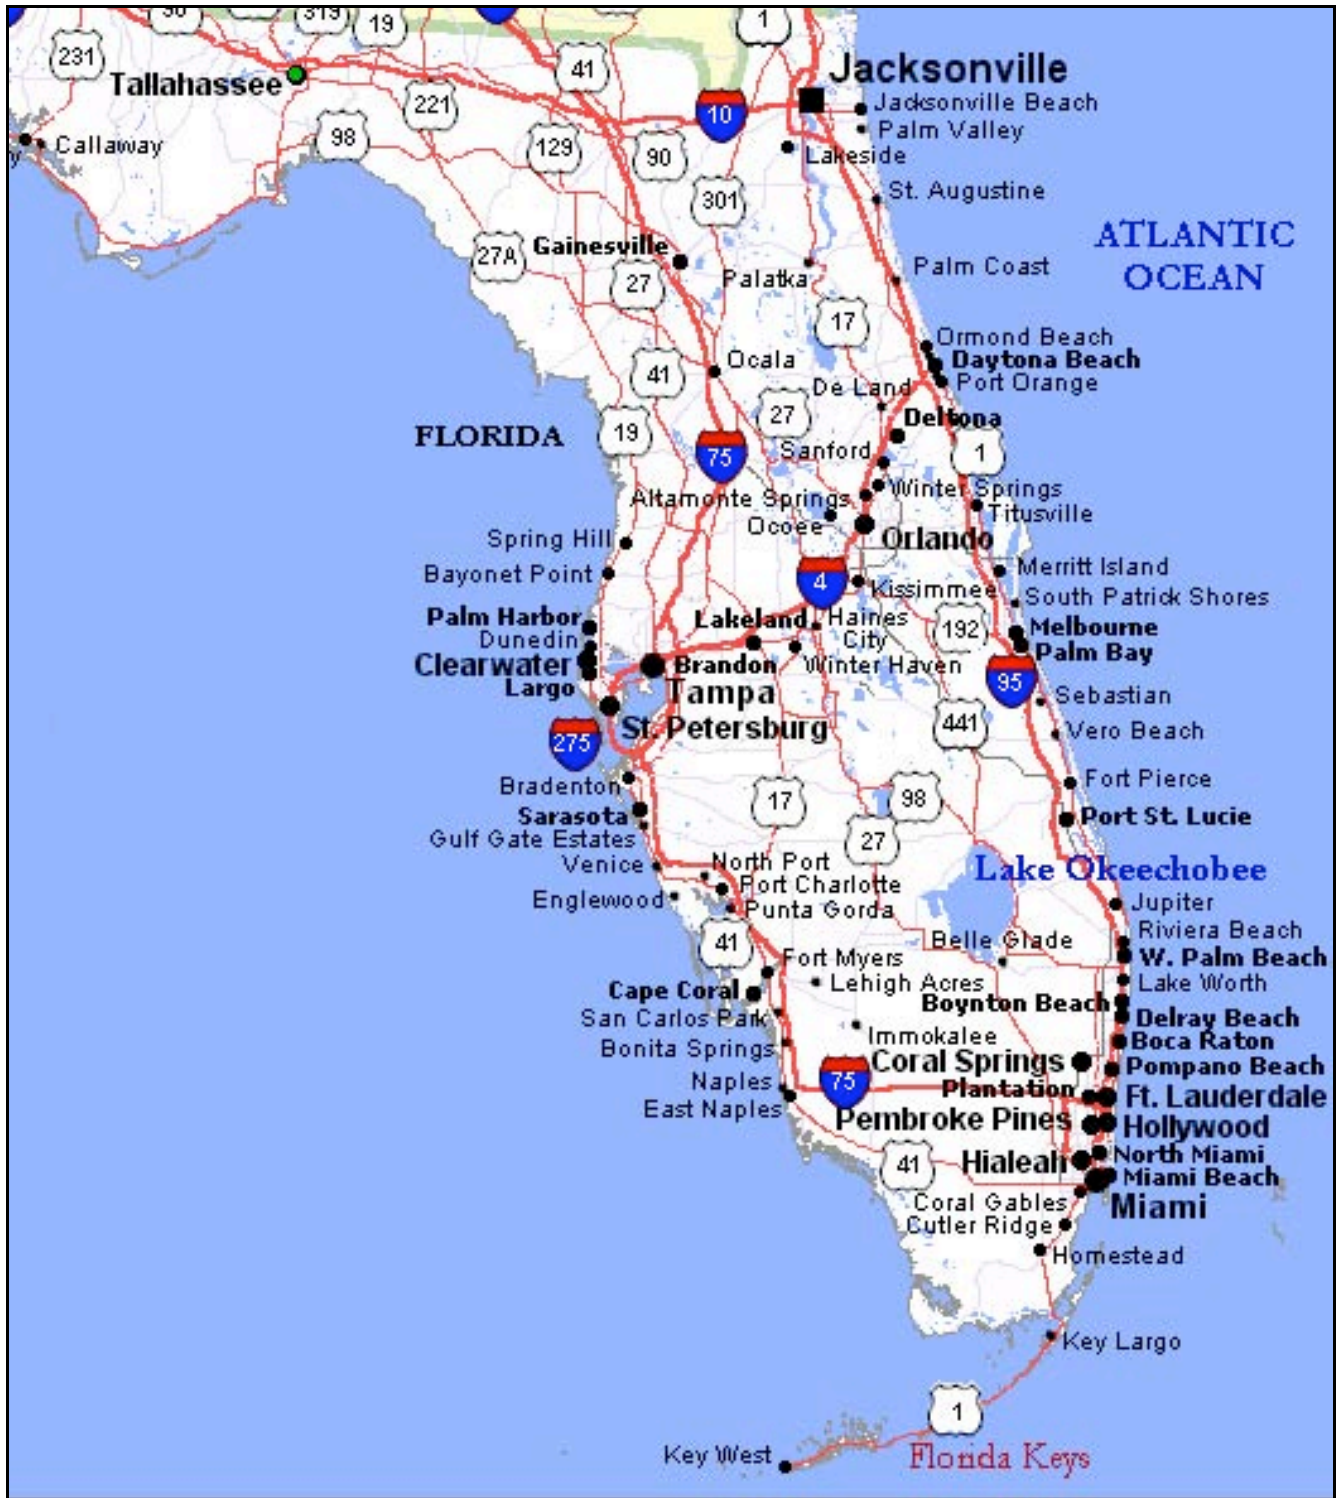 319
19
1
231
41
Jacksonville
Tallahassee
221
10
Jacksonville Beach
98
129
90
Palm Valley
Callaway
Lakeside
301
St. Augustine
ATLANTIC
OCEAN
27A
Gainesville
27
Palatka
Palm Coast
17
Ormond Beach
Daytona Beach
Port Orange
41
Ocala
De Land
27
Deltona
FLORIDA
19
75
Sanford
1
Altamonte Springs
Winter Springs
Titusville
Ocoee
Orlando
Spring Hill
Bayonet Point
4
Kissimmee
Merritt Island
South Patrick Shores
Palm Harbor
Dunedin
Lakeland
Haines
City
192
Melbourne
Palm Bay
Clearwater
Largo
Brandon
Tampa
Winter Haven
95
Sebastian
275
St. Petersburg
441
Vero Beach
Bradenton
Fort Pierce
Sarasota
17
98
Port St. Lucie
Gulf Gate Estates
27
Venice
North Port
Lake Okeechobee
Port Charlotte
Englewood
Punta Gorda
Jupiter
Riviera Beach
41
Belle Glade
Fort Myers
W. Palm Beach
Lehigh Acres
Lake Worth
Cape Coral
Boynton Beach
San Carlos Park
Delray Beach
Immokalee
Bonita Springs
Boca Raton
Coral Springs
Pompano Beach
Naples
75
Plantation
Ft. Lauderdale
East Naples
Pembroke Pines
Hollywood
41
Hialeah
North Miami
Miami Beach
Coral Gables
Miami
Cutler Ridge
Homestead
Key Largo
1
Key West
Florida Keys